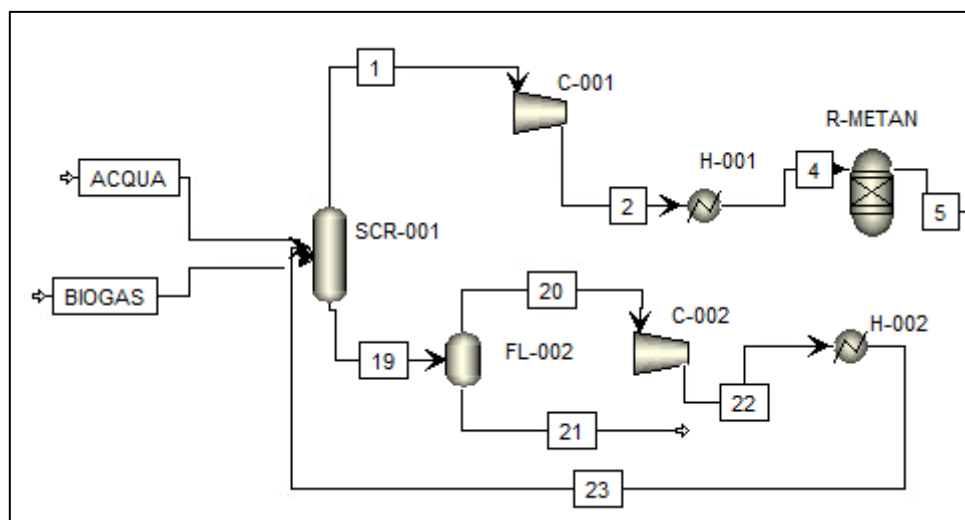 1
C-001
R-METAN
H-001
4
ACQUA
2
5
SCR-001
BIOGAS
20
C-002
H-002
19
FL-002
22
21
23